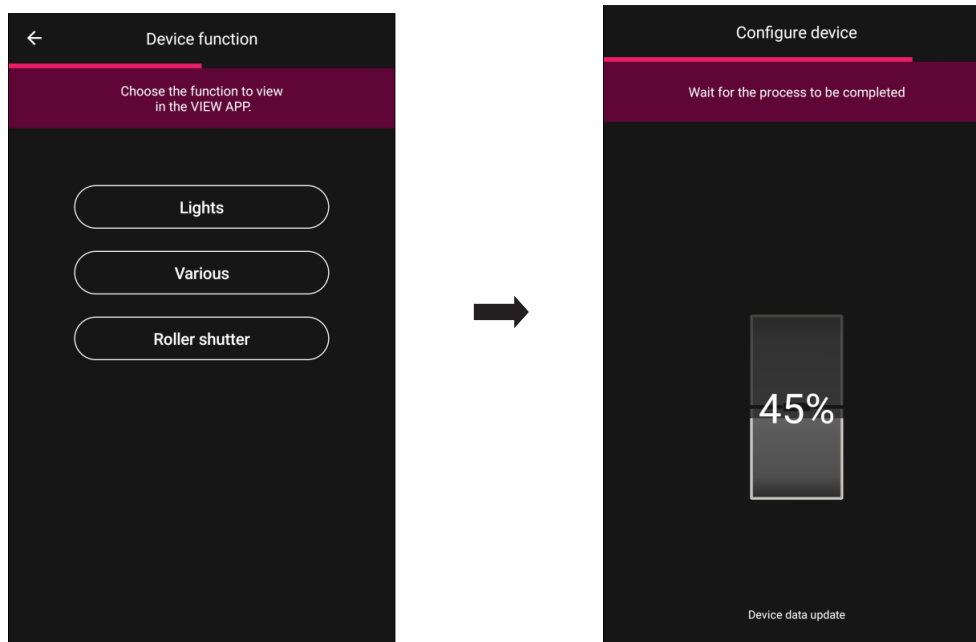 Device function
Choose the function to view
in the VIEW APP.
Lights
Various
Roller shutter
Configure device
Wait for the process to be completed
45%
Device data update